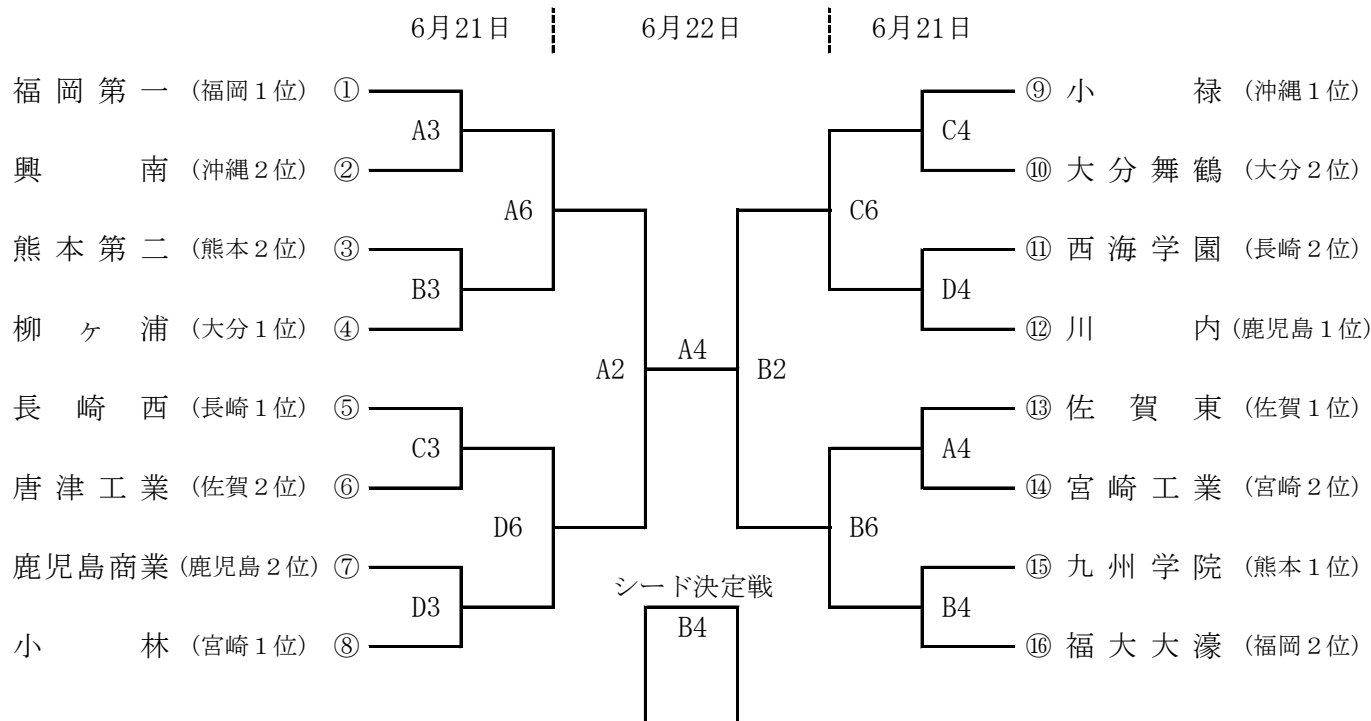 6月21日 6月22日 6月21日
福岡第一 (福岡1位) ① ⑨ 小禄 (沖縄1位)
A3 C4
興南 (沖縄2位) ② ⑩ 大分舞鶴 (大分2位)
A6 C6
熊本第二 (熊本2位) ③ ⑪ 西海学園 (長崎2位)
B3 D4
柳ヶ浦 (大分1位) ④ ⑫ 川内 (鹿児島1位)
A2 A4 B2
長崎西 (長崎1位) ⑤ ⑬ 佐賀東 (佐賀1位)
C3 A4
唐津工業 (佐賀2位) ⑥ ⑭ 宮崎工業 (宮崎2位)
D6 B6
鹿児島商業 (鹿児島2位) ⑦ ⑮ 九州学院 (熊本1位)
シード決定戦
D3 B4 B4
小林 (宮崎1位) ⑧ ⑯ 福大大濠 (福岡2位)